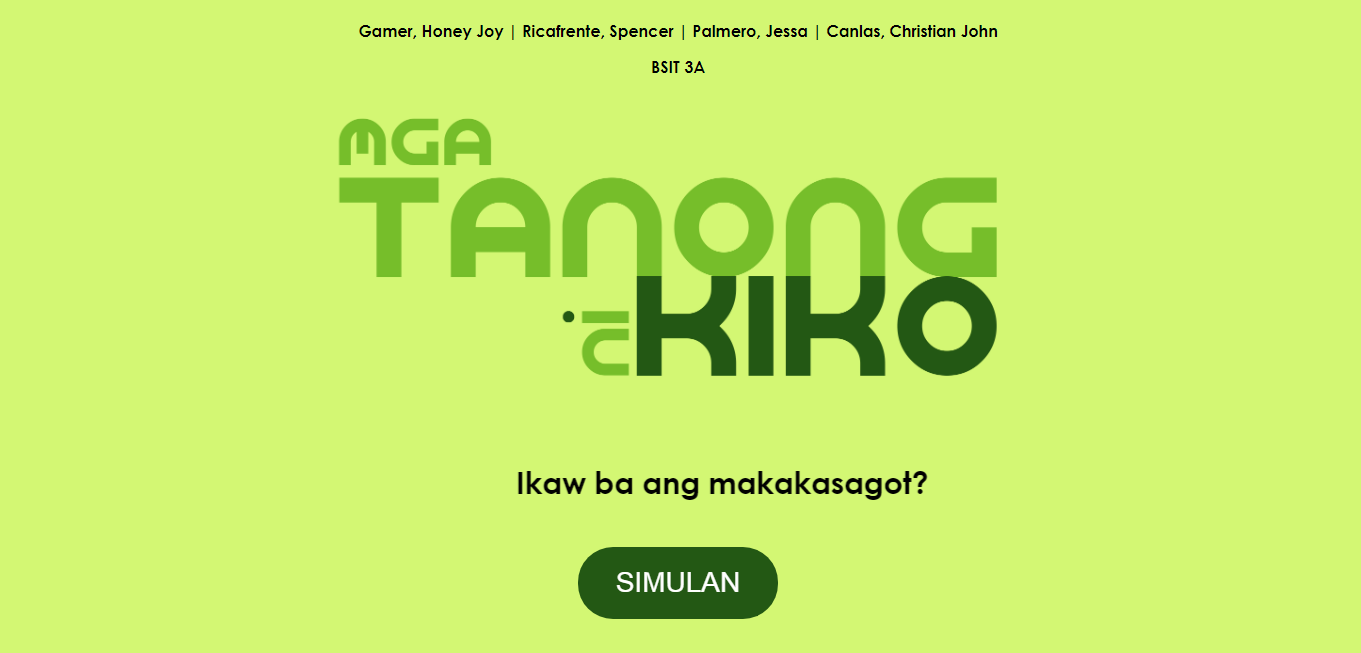 Gamer, Honey Joy | Ricafrente, Spencer | Palmero, Jessa | Canlas, Christian John
BSIT 3A
MGA
TANONG
ni KIKO
Ikaw ba ang makakasagot?
SIMULAN